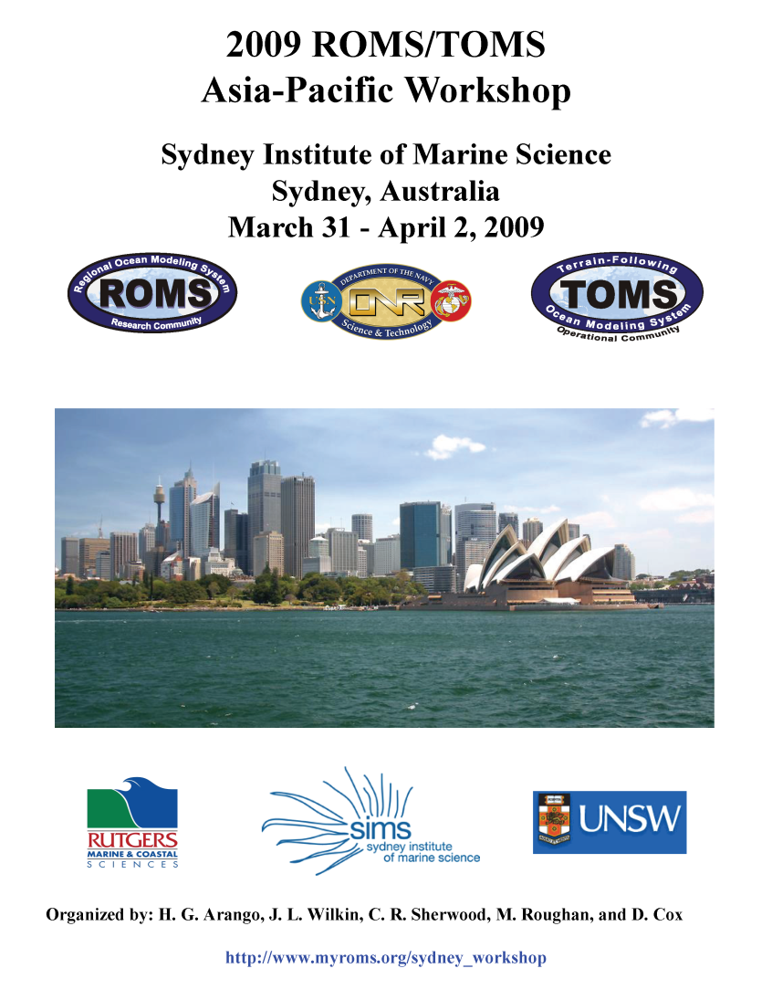 2009 ROMS/TOMS
Asia-Pacific Workshop
Sydney Institute of Marine Science
Sydney, Australia
March 31 - April 2, 2009
Regional Ocean Modeling System
ROMS
Research Community
DEPARTMENT OF THE NAVY
USN
ONR
Science & Technology
Terrain-Following
TOMS
Ocean Modeling System
Operational Community
RUTGERS
MARINE & COASTAL
SCIENCES
sims
sydney institute
of marine science
UNSW
Organized by: H. G. Arango, J. L. Wilkin, C. R. Sherwood, M. Roughan, and D. Cox
http://www.myroms.org/sydney_workshop